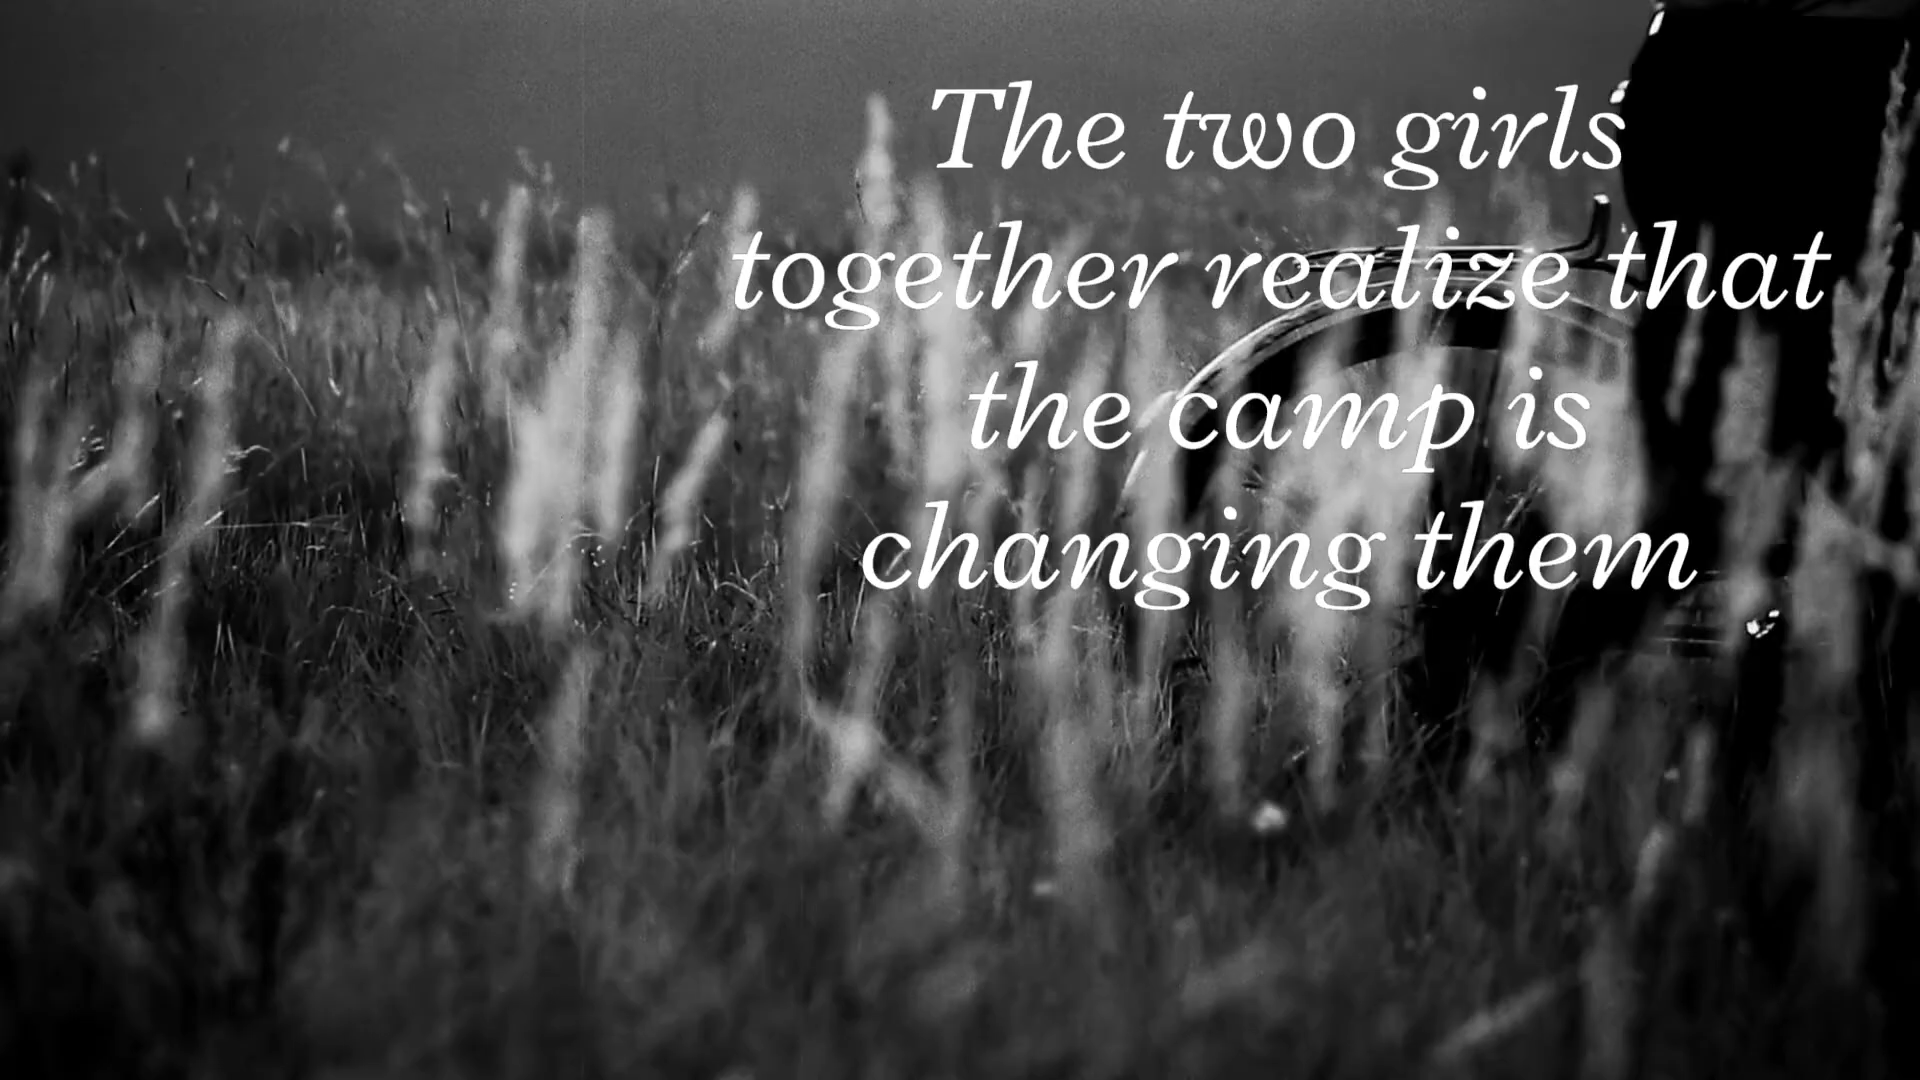 The two girls
together realize that
the camp is
changing them